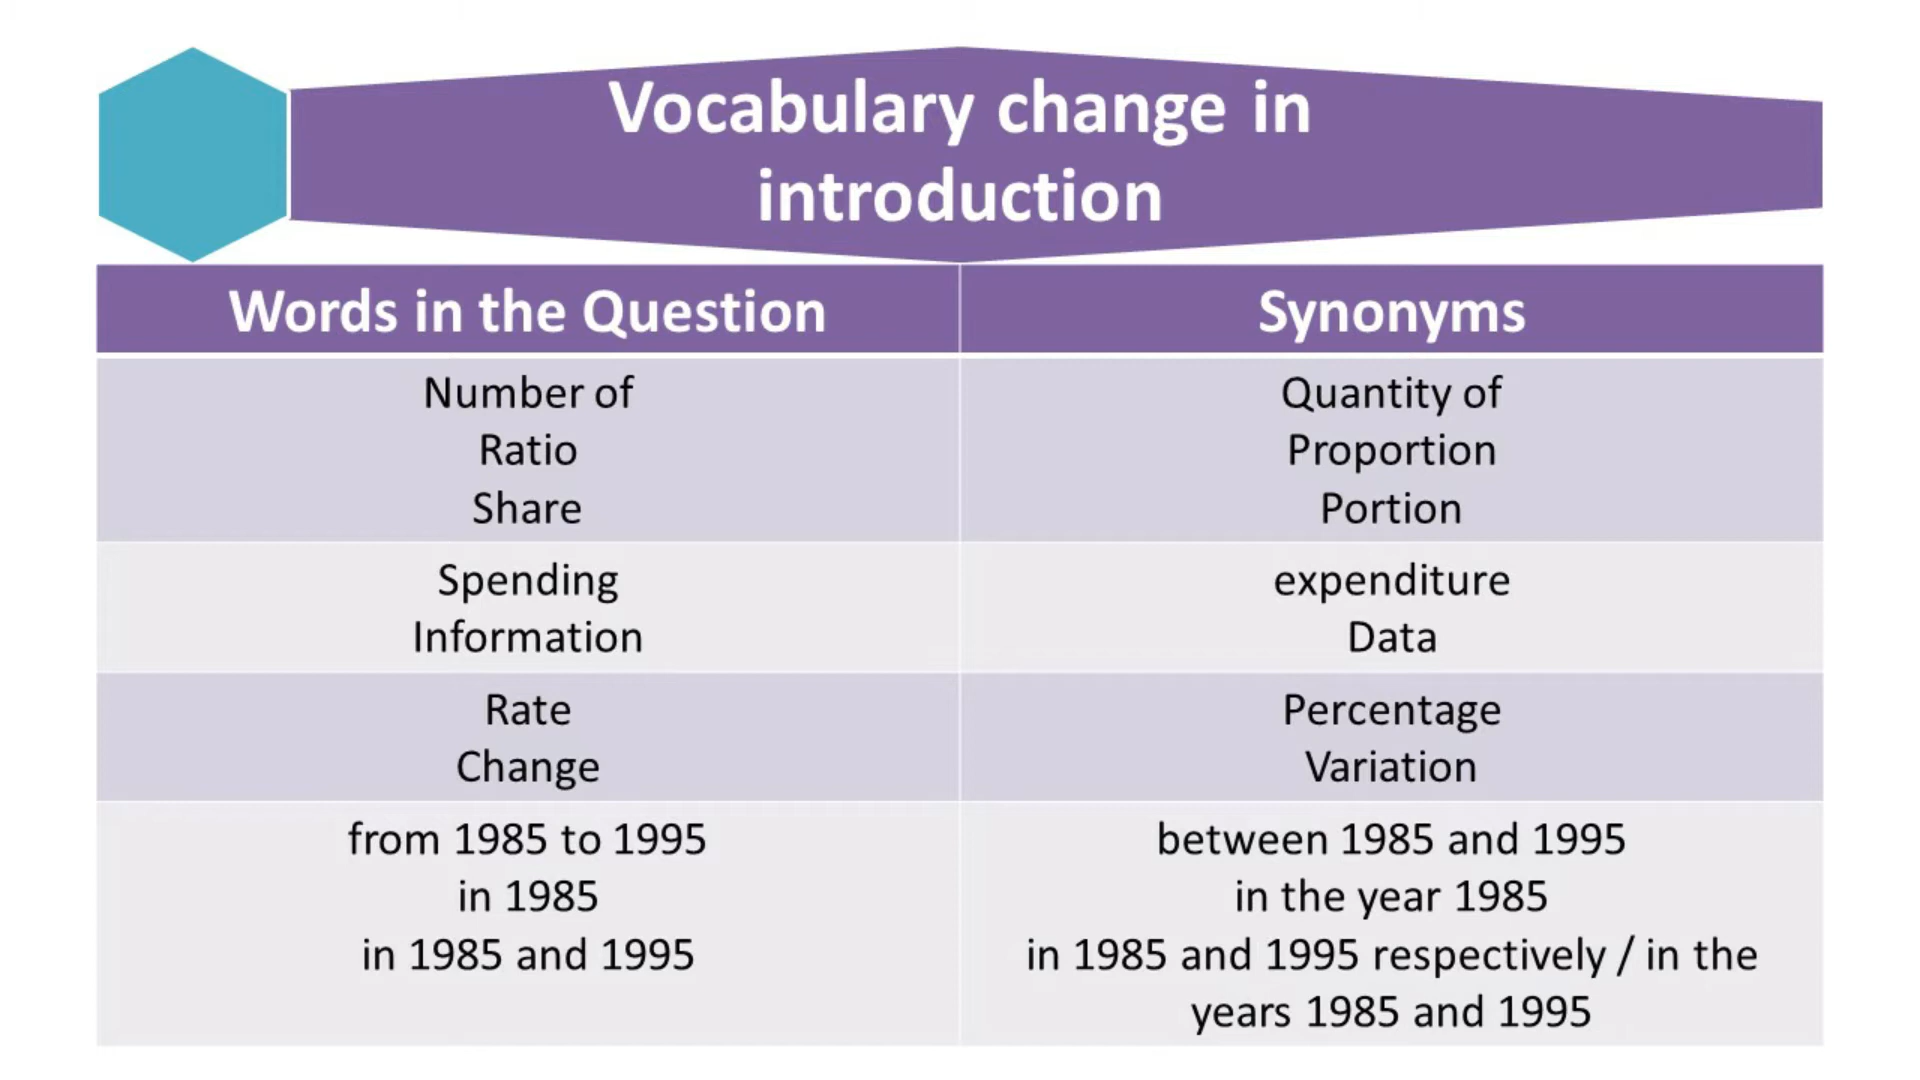 Vocabulary change in
introduction
Words in the Question
Synonyms
Number of
Ratio
Share
Quantity of
Proportion
Portion
Spending
Information
expenditure
Data
Rate
Change
Percentage
Variation
from 1985 to 1995
in 1985
in 1985 and 1995
between 1985 and 1995
in the year 1985
in 1985 and 1995 respectively / in the
years 1985 and 1995